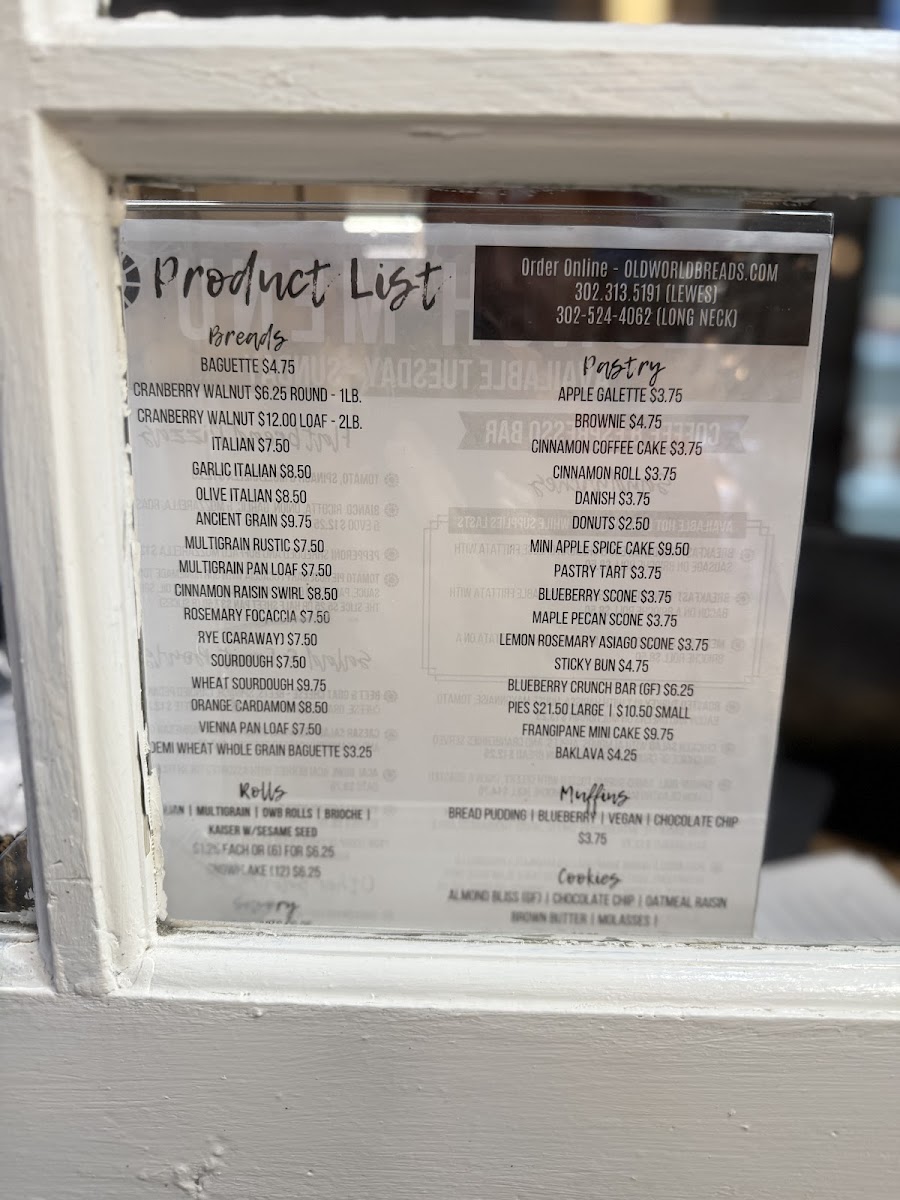 Product List
Order Online - OLDWORLDBREADS.COM
302.313.5191 (LEWES)
302-524-4062 (LONG NECK)
Breads
BAGUETTE $4.75
CRANBERRY WALNUT $6.25 ROUND - 1LB.
CRANBERRY WALNUT $12.00 LOAF - 2LB.
ITALIAN $7.50
GARLIC ITALIAN $8.50
OLIVE ITALIAN $8.50
ANCIENT GRAIN $9.75
MULTIGRAIN RUSTIC $7.50
MULTIGRAIN PAN LOAF $7.50
CINNAMON RAISIN SWIRL $8.50
ROSEMARY FOCACCIA $7.50
RYE (CARAWAY) $7.50
SOURDOUGH $7.50
WHEAT SOURDOUGH $9.75
ORANGE CARDAMOM $8.50
VIENNA PAN LOAF $7.50
DEMI WHEAT WHOLE GRAIN BAGUETTE $3.25
Rolls
| MULTIGRAIN | OWB ROLLS | BRIOCHE |
KAISER W/SESAME SEED
$1.25 EACH OR (6) FOR $6.25
SNOWFLAKE (12) $6.25
Savory
Pastry
APPLE GALETTE $3.75
BROWNIE $4.75
CINNAMON COFFEE CAKE $3.75
CINNAMON ROLL $3.75
DANISH $3.75
DONUTS $2.50
MINI APPLE SPICE CAKE $9.50
PASTRY TART $3.75
BLUEBERRY SCONE $3.75
MAPLE PECAN SCONE $3.75
LEMON ROSEMARY ASIAGO SCONE $3.75
STICKY BUN $4.75
BLUEBERRY CRUNCH BAR (GF) $6.25
PIES $21.50 LARGE | $10.50 SMALL
FRANGIPANE MINI CAKE $9.75
BAKLAVA $4.25
Muffins
BREAD PUDDING | BLUEBERRY | VEGAN | CHOCOLATE CHIP
$3.75
Cookies
ALMOND BLISS (GF) | CHOCOLATE CHIP | OATMEAL RAISIN
BROWN BUTTER | MOLASSES |